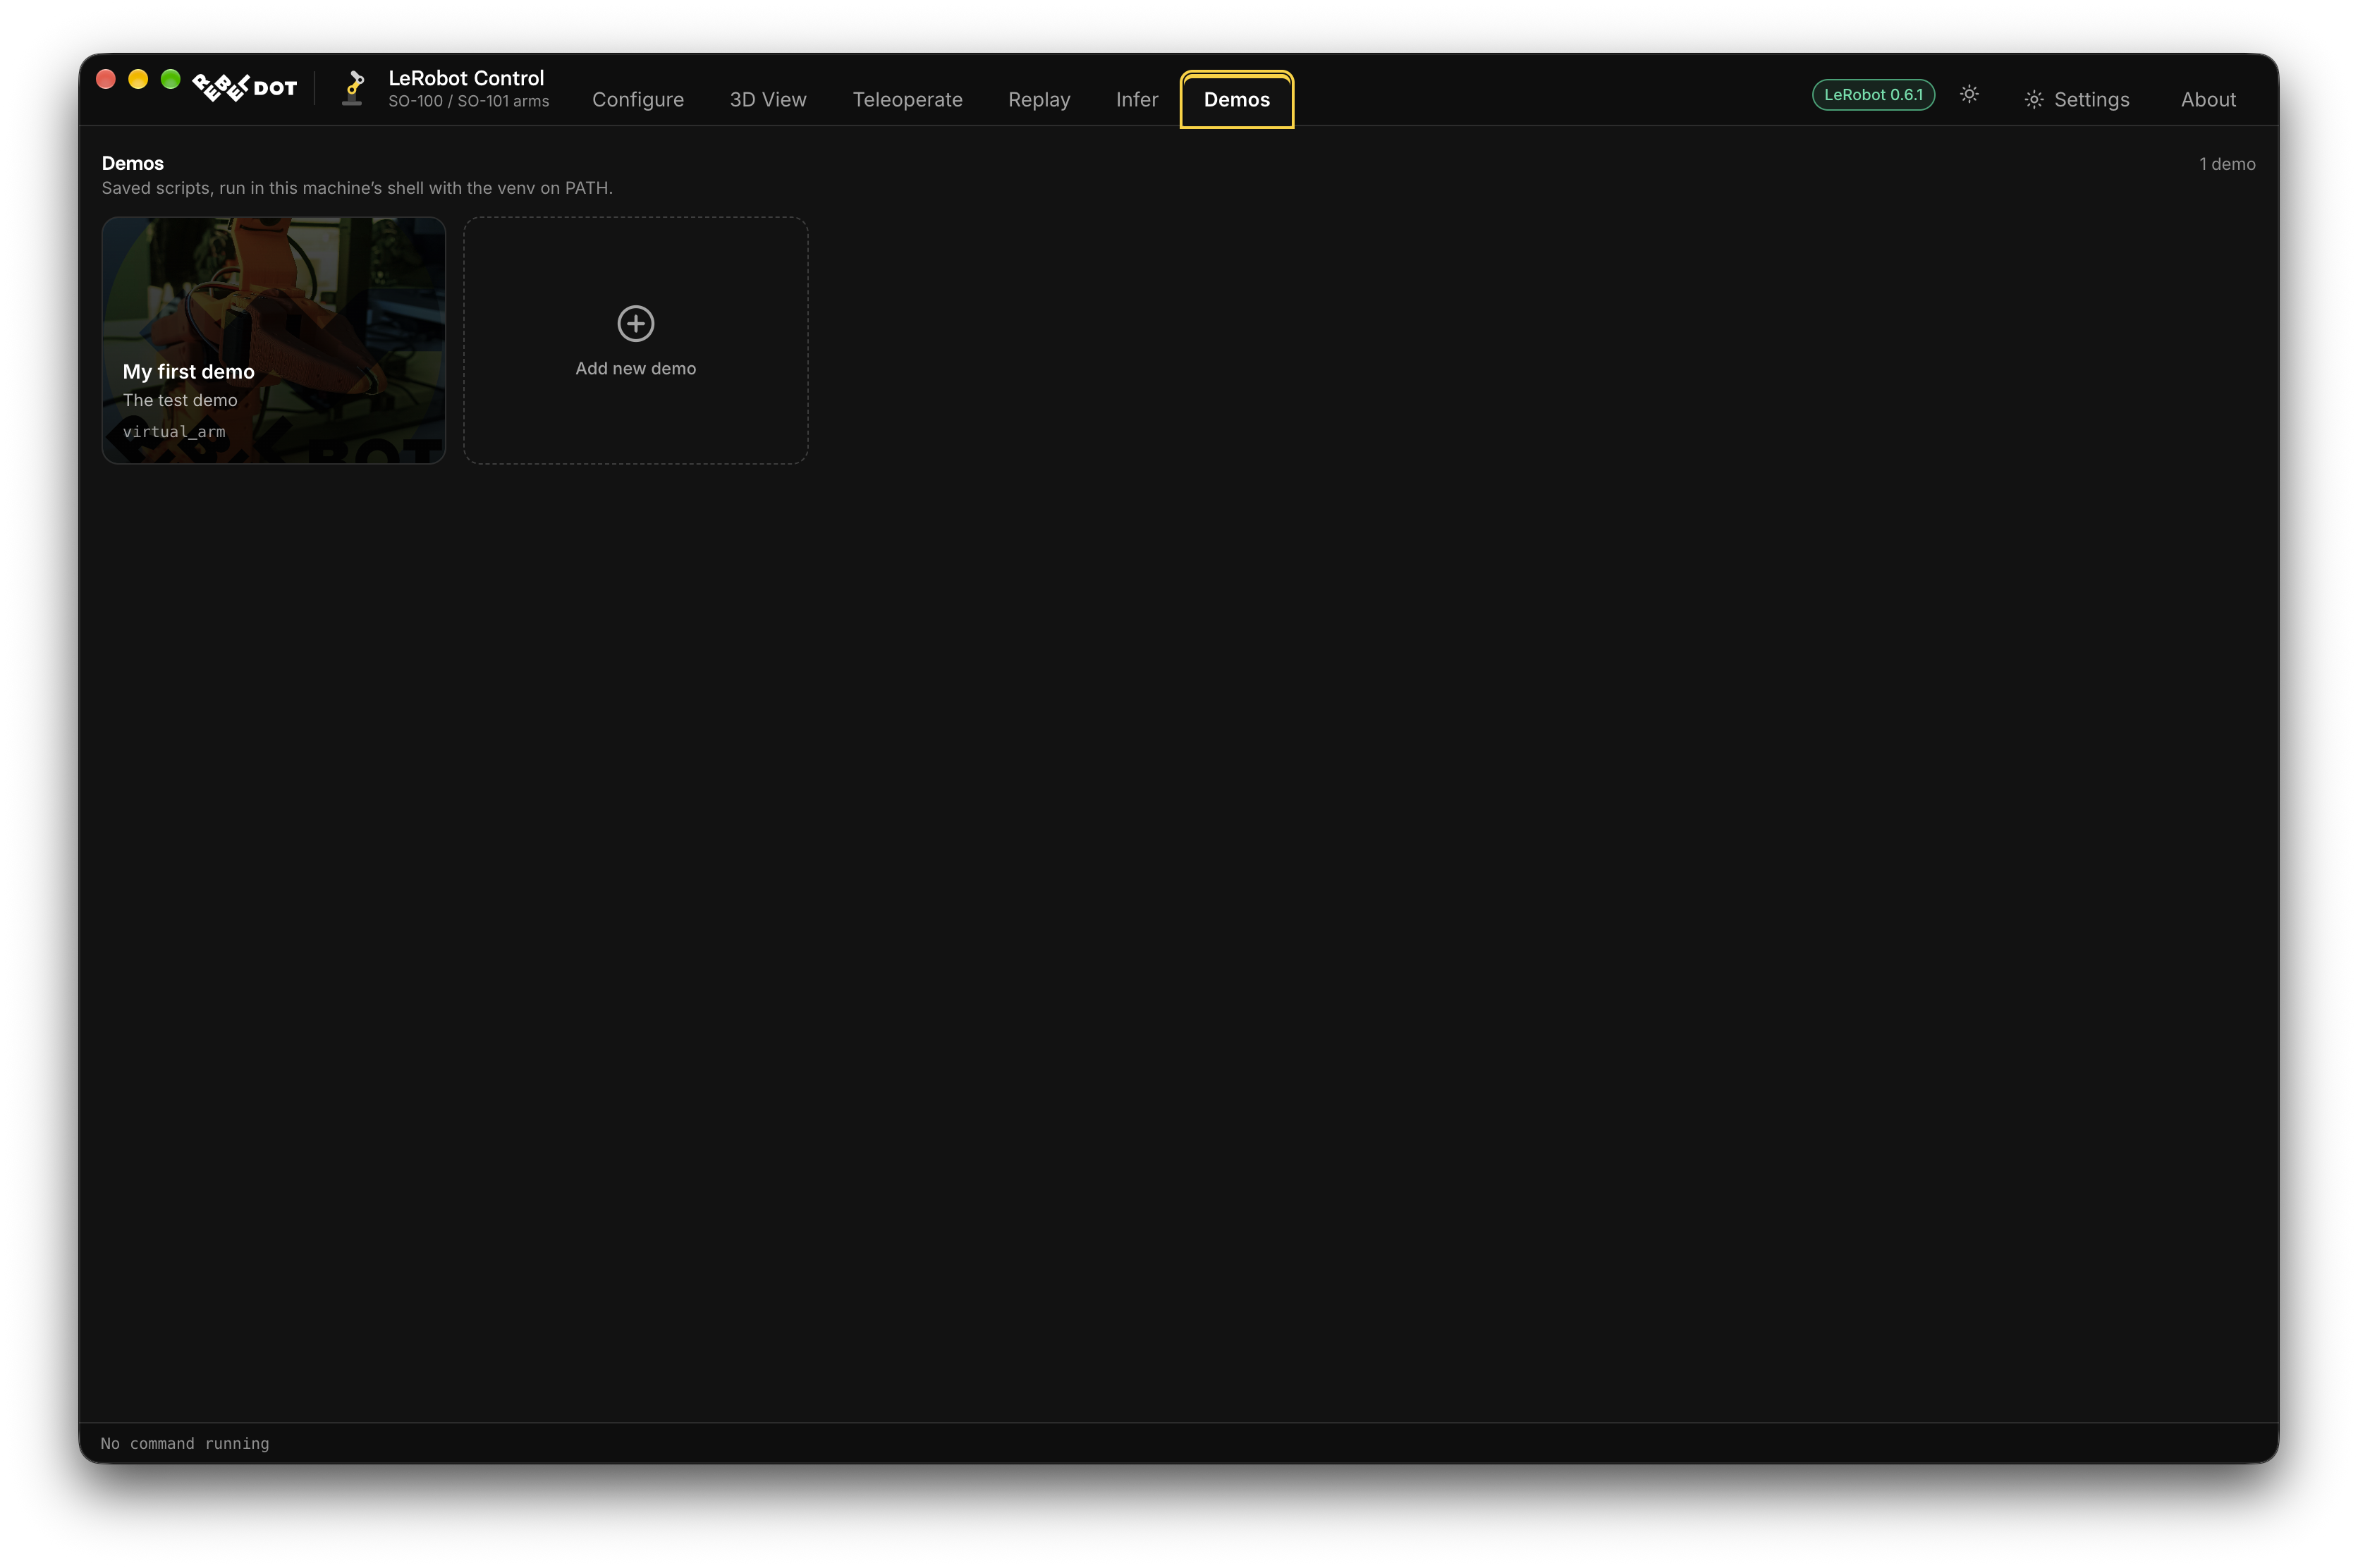 REBEL DOT
LeRobot Control
SO-100 / SO-101 arms
Configure
3D View
Teleoperate
Replay
Infer
Demos
LeRobot 0.6.1
Settings
About
Demos
1 demo
Saved scripts, run in this machine’s shell with the venv on PATH.
My first demo
The test demo
virtual_arm
Add new demo
No command running